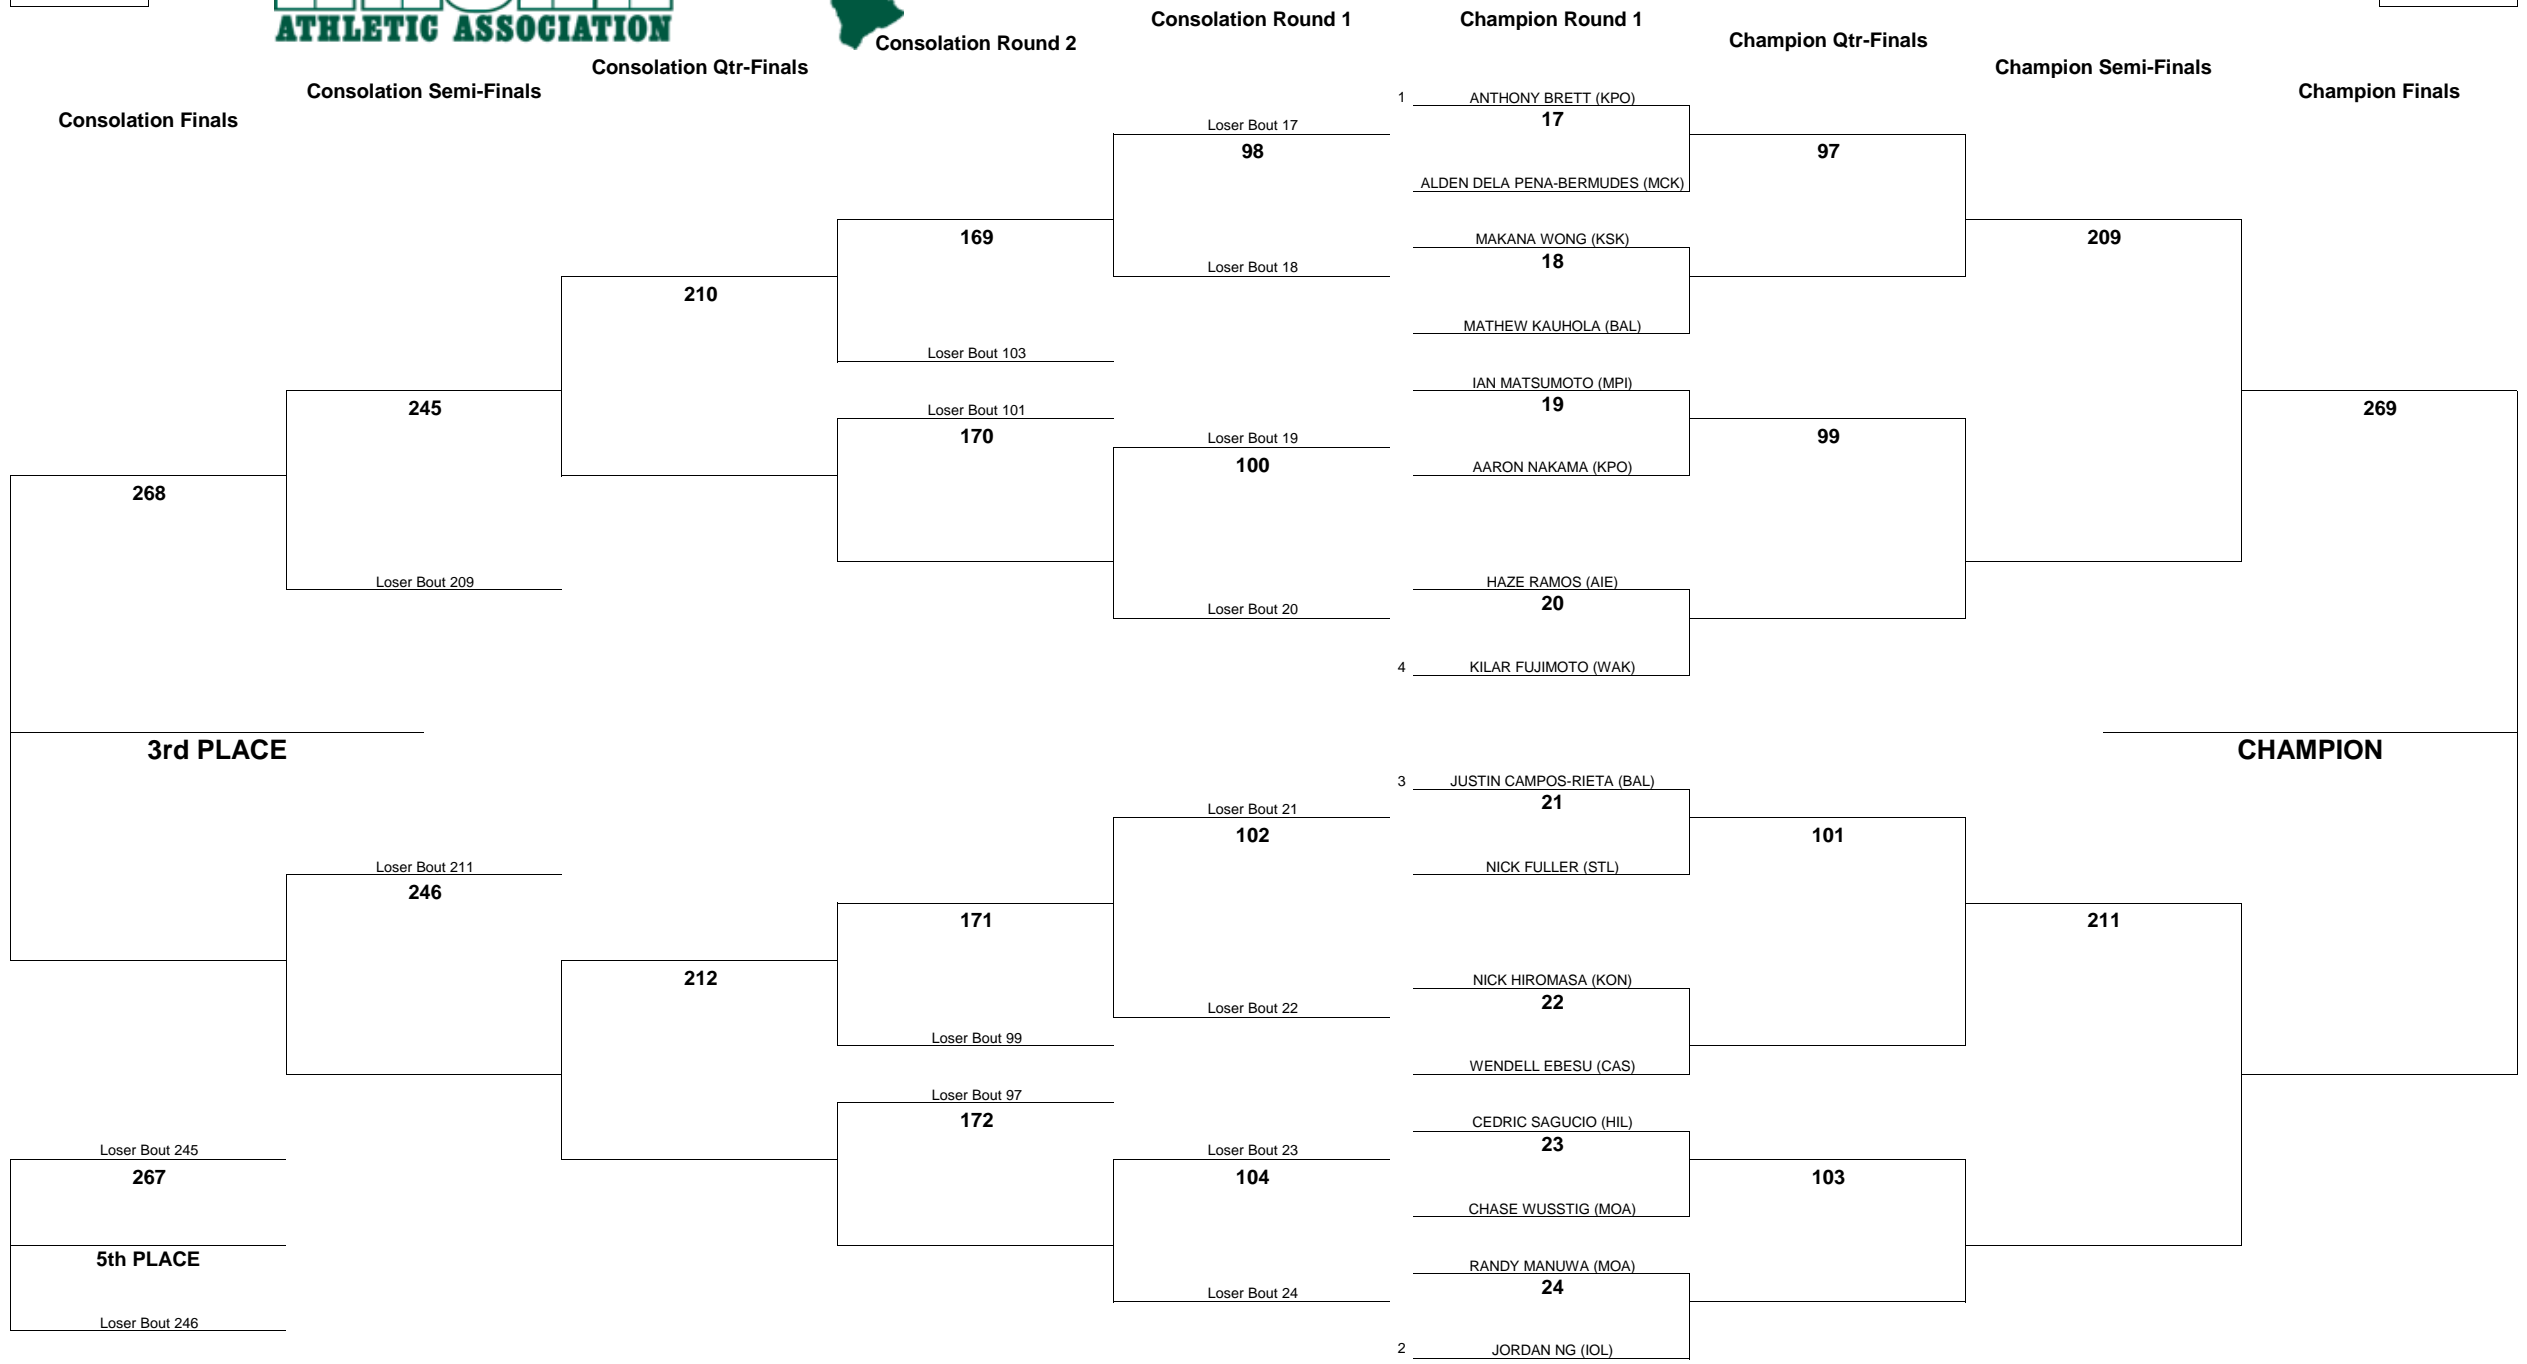 ATHLETIC ASSOCIATION
Consolation Round 1
Champion Round 1
Consolation Round 2
Champion Qtr-Finals
Consolation Qtr-Finals
Champion Semi-Finals
Consolation Semi-Finals
Champion Finals
Consolation Finals
1 ANTHONY BRETT (KPO)
17
Loser Bout 17
98
97
ALDEN DELA PENA-BERMUDES (MCK)
169
MAKANA WONG (KSK)
209
18
Loser Bout 18
210
MATHEW KAUHOLA (BAL)
Loser Bout 103
IAN MATSUMOTO (MPI)
245
Loser Bout 101
19
269
170
Loser Bout 19
99
100
AARON NAKAMA (KPO)
268
Loser Bout 209
HAZE RAMOS (AIE)
20
Loser Bout 20
4 KILAR FUJIMOTO (WAK)
3rd PLACE
CHAMPION
3 JUSTIN CAMPOS-RIETA (BAL)
21
Loser Bout 21
102
101
Loser Bout 211
NICK FULLER (STL)
246
171
211
212
NICK HIROMASA (KON)
22
Loser Bout 22
Loser Bout 99
WENDELL EBESU (CAS)
Loser Bout 97
172
CEDRIC SAGUCIO (HIL)
23
Loser Bout 245
Loser Bout 23
267
104
103
CHASE WUSSTIG (MOA)
5th PLACE
RANDY MANUWA (MOA)
24
Loser Bout 24
Loser Bout 246
2 JORDAN NG (IOL)